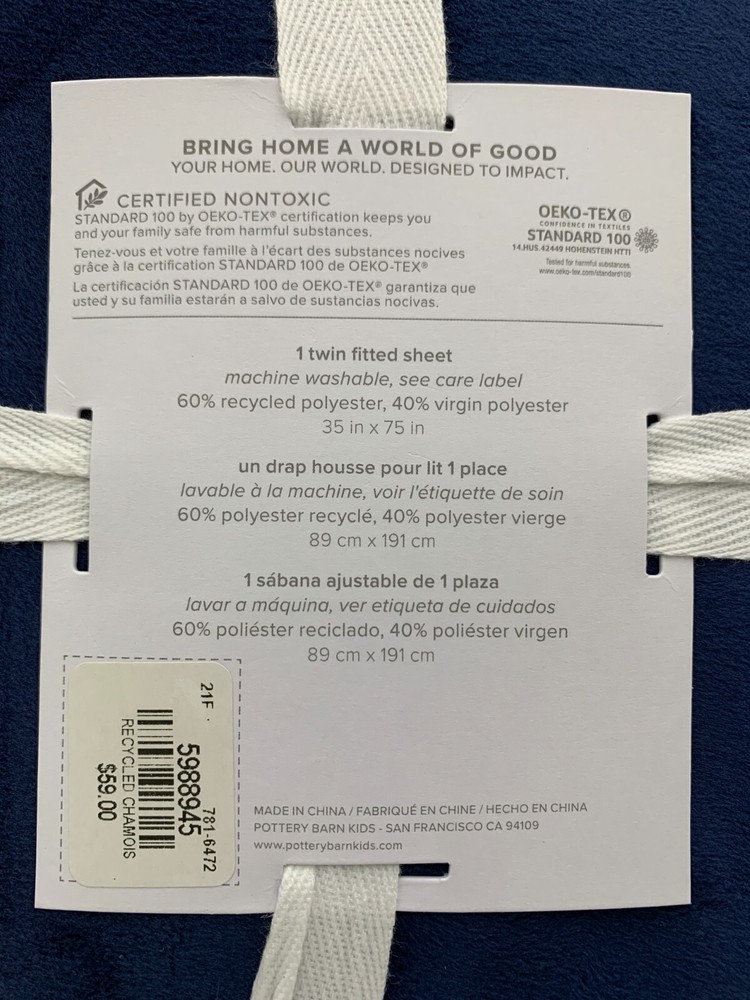 BRING HOME A WORLD OF GOOD
YOUR HOME. OUR WORLD. DESIGNED TO IMPACT.
CERTIFIED NONTOXIC
STANDARD 100 by OEKO-TEX® certification keeps you
and your family safe from harmful substances.
Tenez-vous et votre famille à l'écart des substances nocives
grâce à la certification STANDARD 100 de OEKO-TEX®
La certificación STANDARD 100 de OEKO-TEX® garantiza que
usted y su familia estarán a salvo de sustancias nocivas.
OEKO-TEX®
CONFIDENCE IN TEXTILES
STANDARD 100
14.HUS.42449 HOHENSTEIN HTTI
Tested for harmful substances.
www.oeko-tex.com/standard100
1 twin fitted sheet
machine washable, see care label
60% recycled polyester, 40% virgin polyester
35 in x 75 in
un drap housse pour lit 1 place
lavable à la machine, voir l'étiquette de soin
60% polyester recyclé, 40% polyester vierge
89 cm x 191 cm
1 sábana ajustable de 1 plaza
lavar a máquina, ver etiqueta de cuidados
60% poliéster reciclado, 40% poliéster virgen
89 cm x 191 cm
21F .
781-6472
5988945
RECYCLED CHAMOIS
$59.00
MADE IN CHINA / FABRIQUÉ EN CHINE / HECHO EN CHINA
POTTERY BARN KIDS - SAN FRANCISCO CA 94109
www.potterybarnkids.com